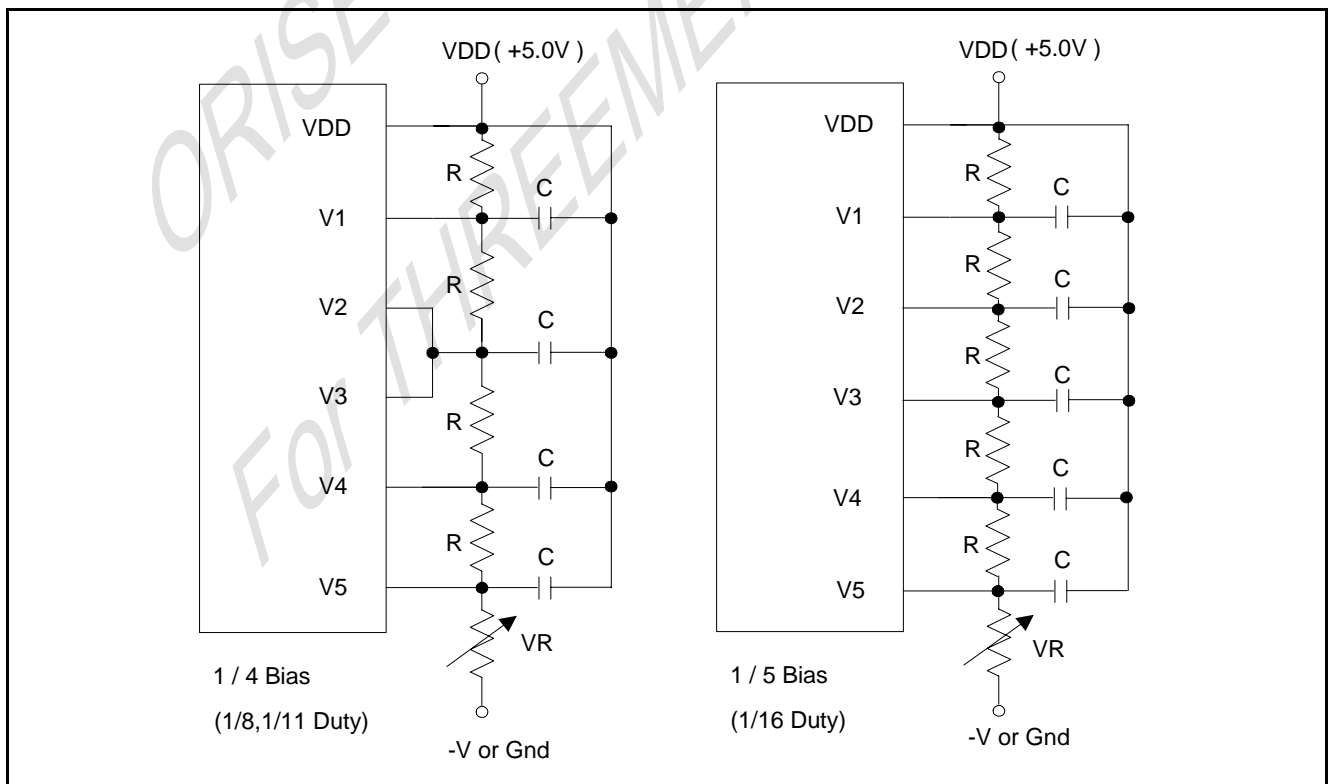 VDD ( +5.0V )
VDD
R
C
V1
R
V2
C
V3
R
C
V4
R
C
V5
VR
1 / 4 Bias
(1/8,1/11 Duty)
-V or Gnd
VDD ( +5.0V )
VDD
R
C
V1
R
C
V2
R
C
V3
R
C
V4
R
C
V5
VR
1 / 5 Bias
(1/16 Duty)
-V or Gnd
ORISE
For THREEME